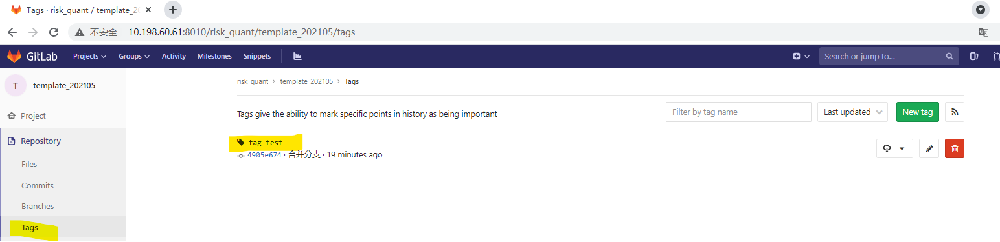 Tags · risk_quant / template_20
不安全 10.198.60.61:8010/risk_quant/template_202105/tags
GitLab Projects Groups Activity Milestones Snippets Search or jump to...
T template_202105
risk_quant > template_202105 > Tags
Project
Tags give the ability to mark specific points in history as being important
Filter by tag name
Last updated
New tag
Repository
tag_test
4905e674 · 合并分支 · 19 minutes ago
Files
Commits
Branches
Tags